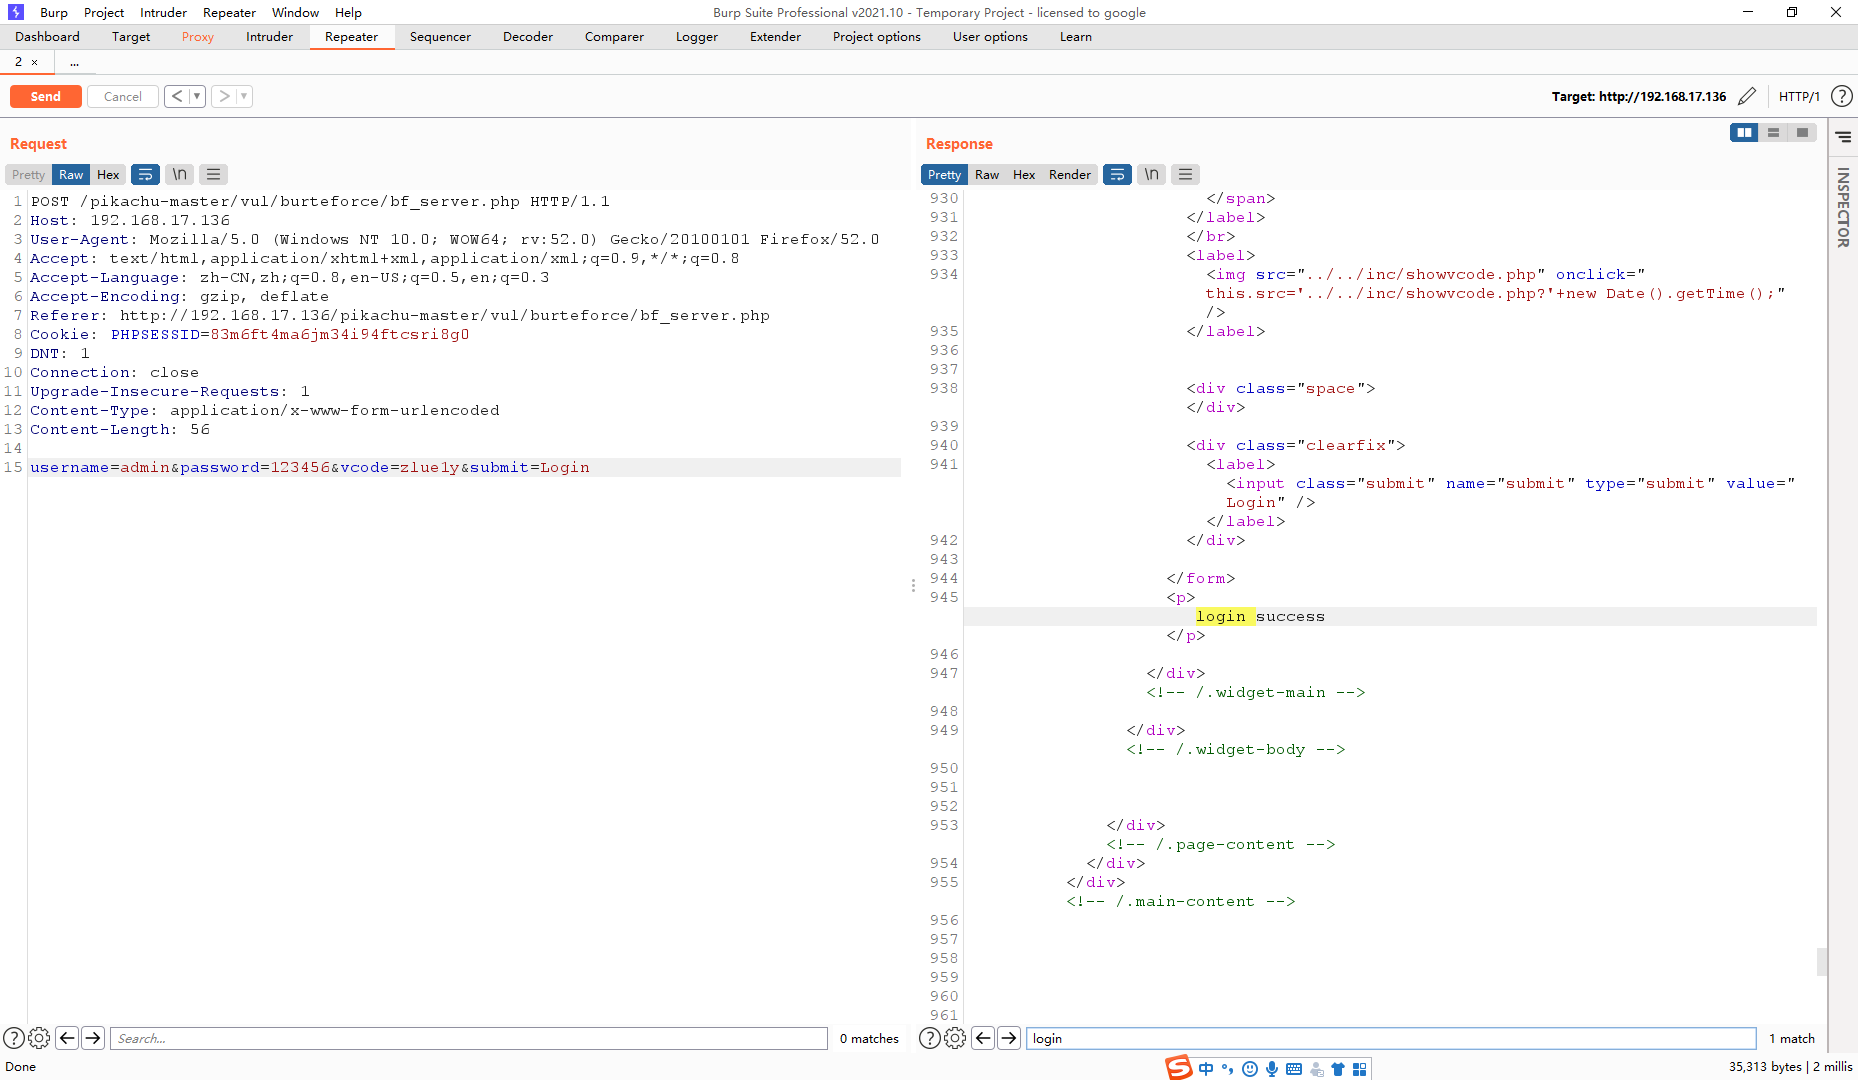 Burp Project Intruder Repeater Window Help
Burp Suite Professional v2021.10 - Temporary Project - licensed to google
Dashboard Target Proxy Intruder Repeater Sequencer Decoder Comparer Logger Extender Project options User options Learn
2 × ...
Send Cancel < >
Target: http://192.168.17.136 HTTP/1 ?
Request
Pretty Raw Hex \n
1 POST /pikachu-master/vul/burteforce/bf_server.php HTTP/1.1
2 Host: 192.168.17.136
3 User-Agent: Mozilla/5.0 (Windows NT 10.0; WOW64; rv:52.0) Gecko/20100101 Firefox/52.0
4 Accept: text/html,application/xhtml+xml,application/xml;q=0.9,*/*;q=0.8
5 Accept-Language: zh-CN,zh;q=0.8,en-US;q=0.5,en;q=0.3
6 Accept-Encoding: gzip, deflate
7 Referer: http://192.168.17.136/pikachu-master/vul/burteforce/bf_server.php
8 Cookie: PHPSESSID=83m6ft4ma6jm34i94ftcsri8g0
9 DNT: 1
10 Connection: close
11 Upgrade-Insecure-Requests: 1
12 Content-Type: application/x-www-form-urlencoded
13 Content-Length: 56
14
15 username=admin&password=123456&vcode=zlue1y&submit=Login
? Search... 0 matches
Response
Pretty Raw Hex Render \n
930 </span>
931 </label>
932 </br>
933 <label>
934 <img src="../../inc/showvcode.php" onclick="
this.src='../../inc/showvcode.php?'+new Date().getTime();"
/>
935 </label>
936
937
938 <div class="space">
</div>
939
940 <div class="clearfix">
941 <label>
<input class="submit" name="submit" type="submit" value="
Login" />
</label>
942 </div>
943
944 </form>
945 <p>
login success
</p>
946
947 </div>
<!-- /.widget-main -->
948
949 </div>
<!-- /.widget-body -->
950
951
952
953 </div>
<!-- /.page-content -->
954 </div>
955 </div>
<!-- /.main-content -->
956
957
958
959
960
961
? login 1 match
INSPECTOR
Done
S 中
35,313 bytes | 2 millis